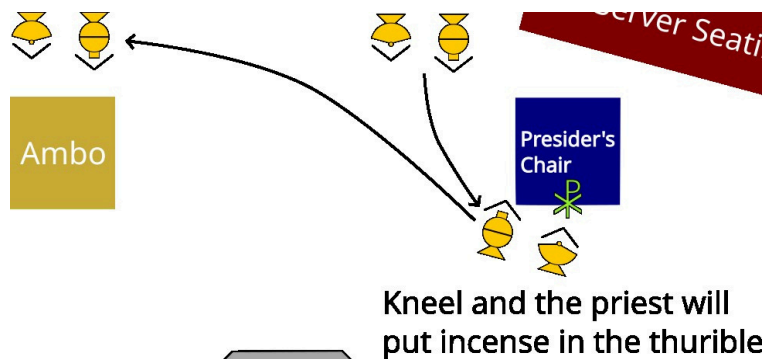 Server Seati
Ambo
Presider's
Chair
Kneel and the priest will
put incense in the thurible